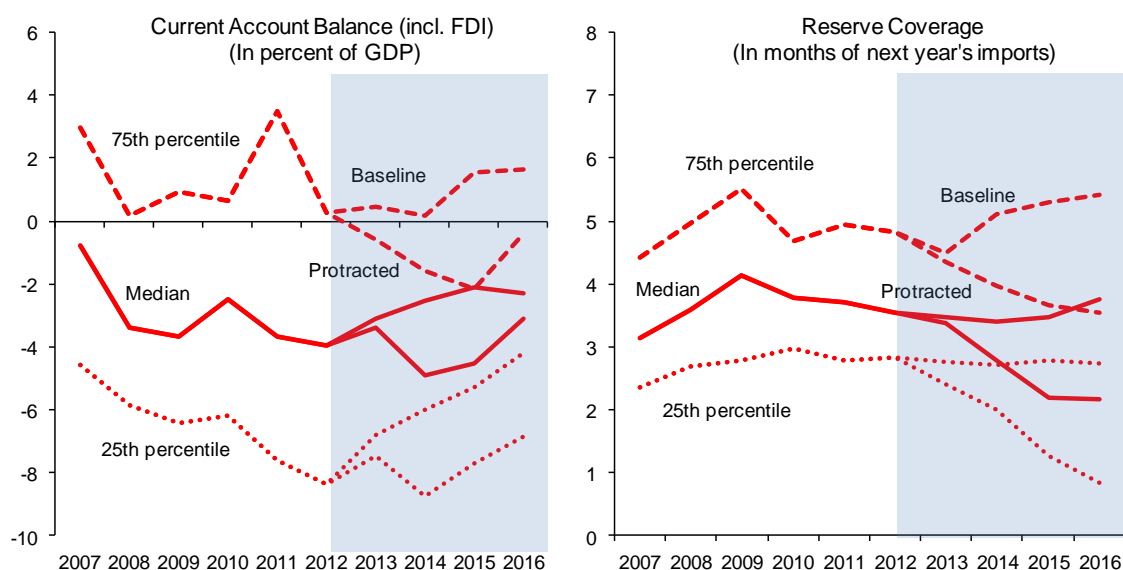 Current Account Balance (incl. FDI)
(In percent of GDP)
6
4
2
0
-2
-4
-6
-8
-10
75th percentile
Baseline
Protracted
Median
25th percentile
2007 2008 2009 2010 2011 2012 2013 2014 2015 2016
Reserve Coverage
(In months of next year's imports)
8
7
6
5
4
3
2
1
0
75th percentile
Baseline
Median
Protracted
25th percentile
2007 2008 2009 2010 2011 2012 2013 2014 2015 2016